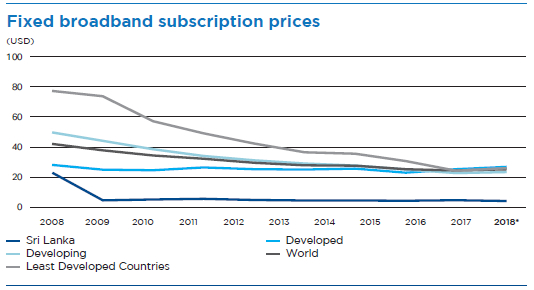 Fixed broadband subscription prices
(USD)
100
80
60
40
20
0
2008 2009 2010 2011 2012 2013 2014 2015 2016 2017 2018*
Sri Lanka Developed
Developing World
Least Developed Countries